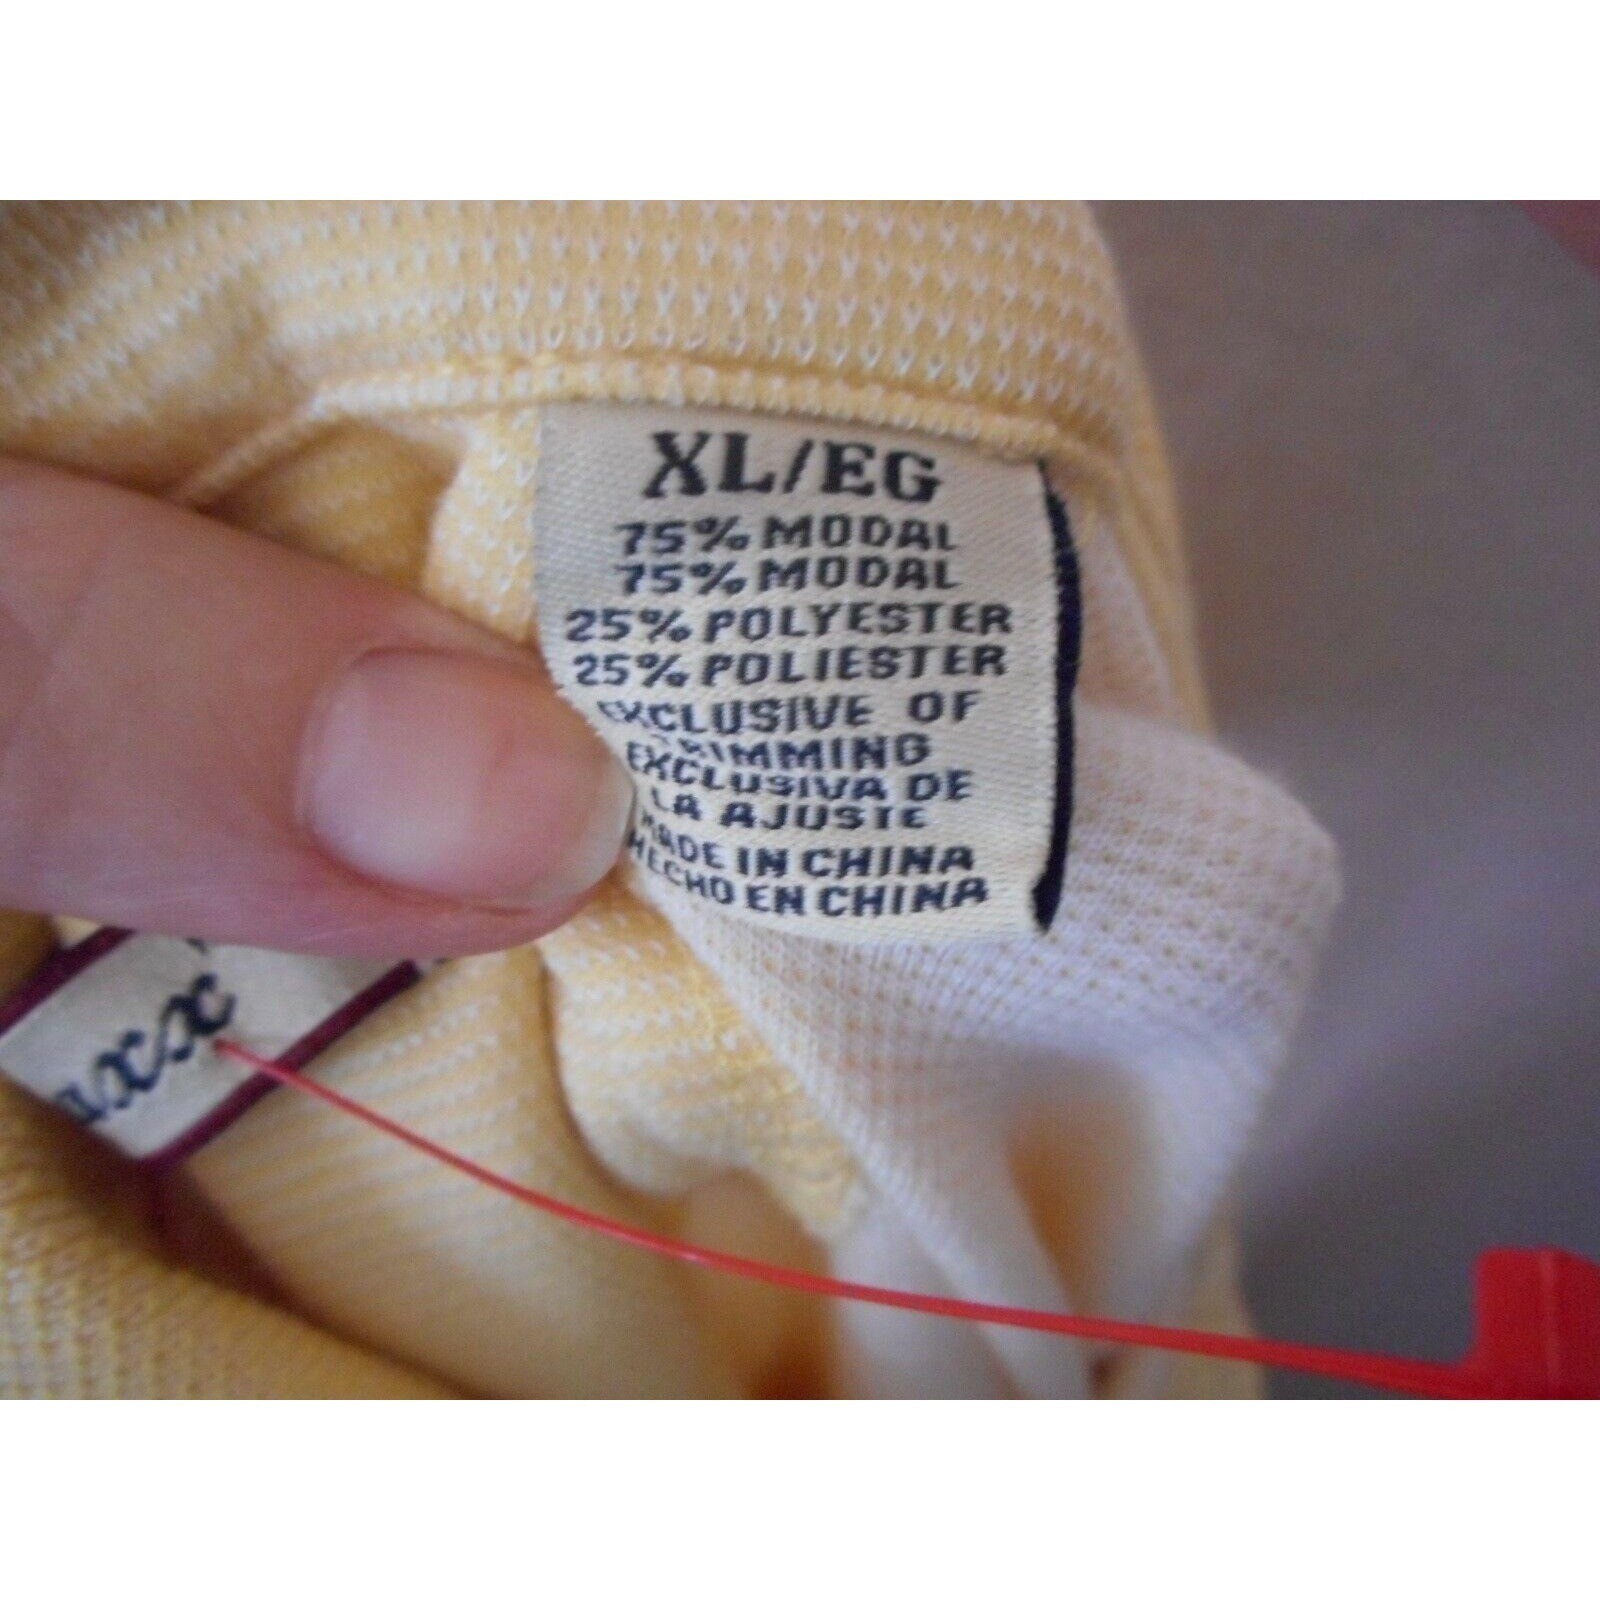 XL/EG
75% MODAL
75% MODAL
25% POLYESTER
25% POLIESTER
EXCLUSIVE OF
TRIMMING
EXCLUSIVA DE
LA AJUSTE
MADE IN CHINA
HECHO EN CHINA